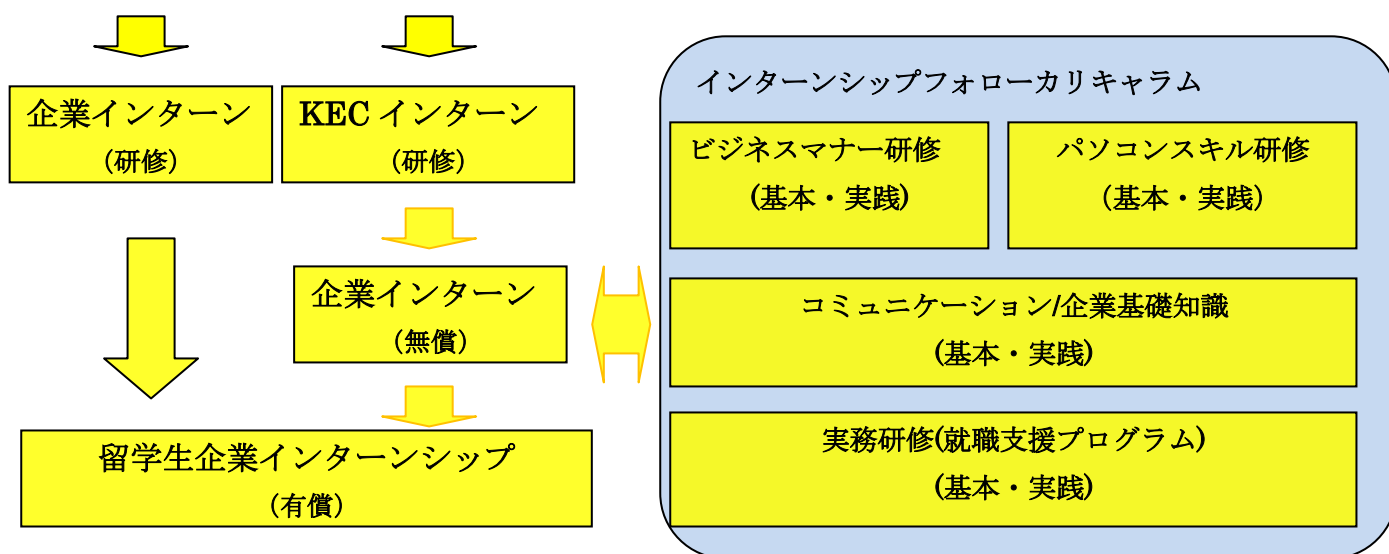 企業インターン
（研修）
KEC インターン
（研修）
企業インターン
（無償）
留学生企業インターンシップ
（有償）
インターンシップフォローカリキャラム
ビジネスマナー研修
(基本・実践)
パソコンスキル研修
（基本・実践）
コミュニケーション/企業基礎知識
(基本・実践)
実務研修(就職支援プログラム)
(基本・実践)